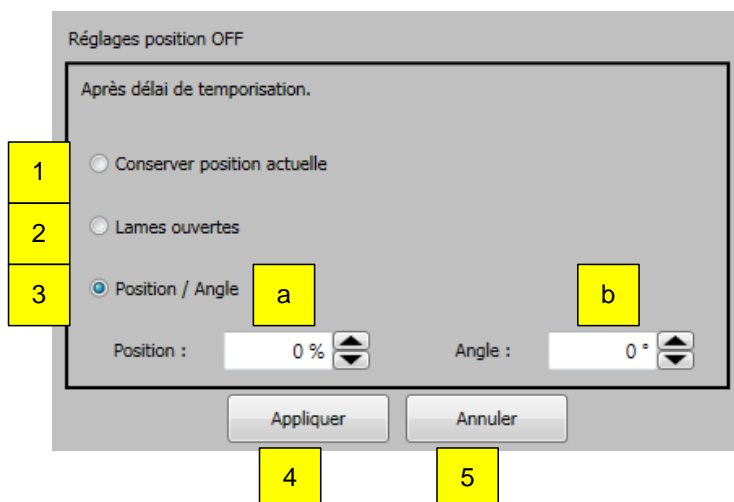 Réglages position OFF
Après délai de temporisation.
1 Conserver position actuelle
2 Lames ouvertes
3 Position / Angle a b
Position : 0 % Angle : 0 °
Appliquer Annuler
4 5